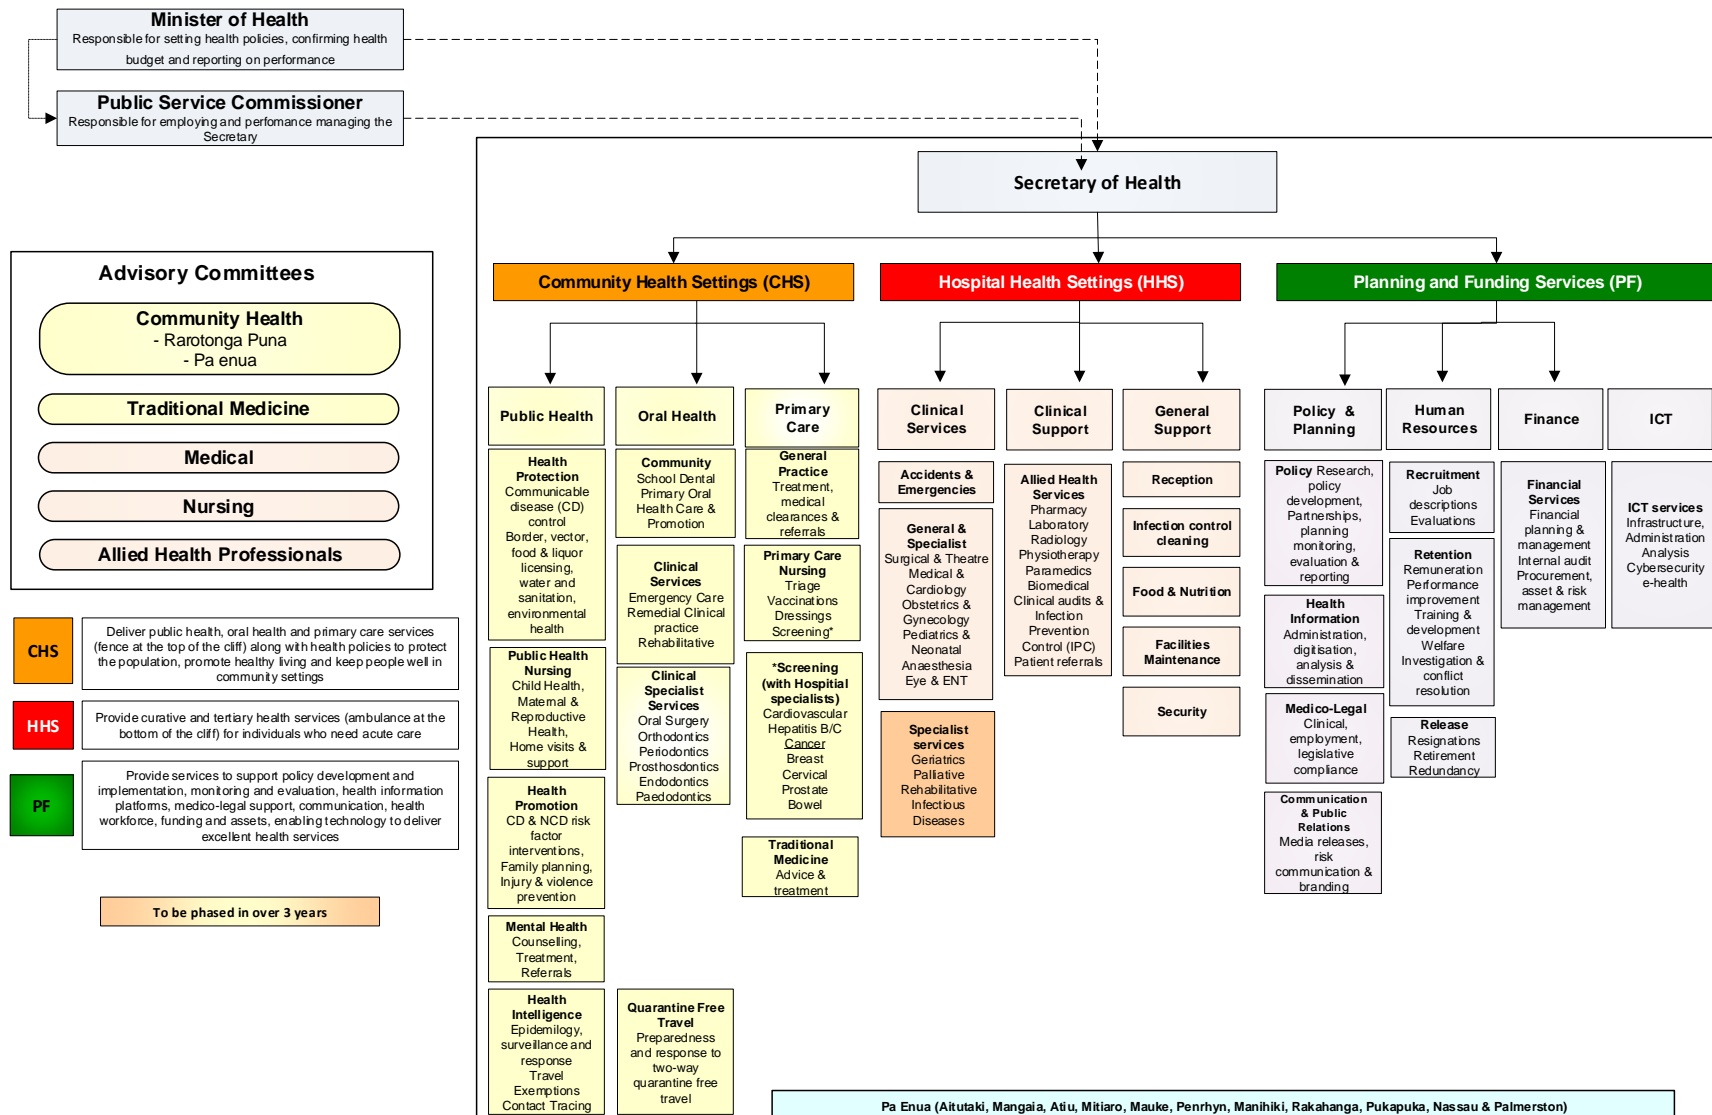 Minister of Health
Responsible for setting health policies, confirming health
budget and reporting on performance
Public Service Commissioner
Responsible for employing and perfomance managing the
Secretary
Secretary of Health
Advisory Committees
Community Health
- Rarotonga Puna
- Pa enua
Traditional Medicine
Medical
Nursing
Allied Health Professionals
CHS
Deliver public health, oral health and primary care services
(fence at the top of the cliff) along with health policies to protect
the population, promote healthy living and keep people well in
community settings
HHS
Provide curative and tertiary health services (ambulance at the
bottom of the cliff) for individuals who need acute care
PF
Provide services to support policy development and
implementation, monitoring and evaluation, health information
platforms, medico-legal support, communication, health
workforce, funding and assets, enabling technology to deliver
excellent health services
To be phased in over 3 years
Community Health Settings (CHS)
Public Health
Health
Protection
Communicable
disease (CD)
control
Border, vector,
food & liquor
licensing,
water and
sanitation,
environmental
health
Public Health
Nursing
Child Health,
Maternal &
Reproductive
Health,
Home visits &
support
Health
Promotion
CD & NCD risk
factor
interventions,
Family planning,
Injury & violence
prevention
Mental Health
Counselling,
Treatment,
Referrals
Health
Intelligence
Epidemilogy,
surveillance and
response
Travel
Exemptions
Contact Tracing
Oral Health
Community
School Dental
Primary Oral
Health Care &
Promotion
Clinical
Services
Emergency Care
Remedial Clinical
practice
Rehabilitative
Clinical
Specialist
Services
Oral Surgery
Orthodontics
Periodontics
Prosthosdontics
Endodontics
Paedodontics
Quarantine Free
Travel
Preparedness
and response to
two-way
quarantine free
travel
Primary
Care
General
Practice
Treatment,
medical
clearances &
referrals
Primary Care
Nursing
Triage
Vaccinations
Dressings
Screening*
*Screening
(with Hospitial
specialists)
Cardiovascular
Hepatitis B/C
Cancer
Breast
Cervical
Prostate
Bowel
Traditional
Medicine
Advice &
treatment
Hospital Health Settings (HHS)
Clinical
Services
Accidents &
Emergencies
General &
Specialist
Surgical & Theatre
Medical &
Cardiology
Obstetrics &
Gynecology
Pediatrics &
Neonatal
Anaesthesia
Eye & ENT
Specialist
services
Geriatrics
Palliative
Rehabilitative
Infectious
Diseases
Clinical
Support
Allied Health
Services
Pharmacy
Laboratory
Radiology
Physiotherapy
Paramedics
Biomedical
Clinical audits &
Infection
Prevention
Control (IPC)
Patient referrals
General
Support
Reception
Infection control
cleaning
Food & Nutrition
Facilities
Maintenance
Security
Planning and Funding Services (PF)
Policy &
Planning
Policy Research,
policy
development,
Partnerships,
planning
monitoring,
evaluation &
reporting
Health
Information
Administration,
digitisation,
analysis &
dissemination
Medico-Legal
Clinical,
employment,
legislative
compliance
Communication
& Public
Relations
Media releases,
risk
communication &
branding
Human
Resources
Recruitment
Job
descriptions
Evaluations
Retention
Remuneration
Performance
improvement
Training &
development
Welfare
Investigation &
conflict
resolution
Release
Resignations
Retirement
Redundancy
Finance
Financial
Services
Financial
planning &
management
Internal audit
Procurement,
asset & risk
management
ICT
ICT services
Infrastructure,
Administration
Analysis
Cybersecurity
e-health
Pa Enua (Aitutaki, Mangaia, Atiu, Mitiaro, Mauke, Penrhyn, Manihiki, Rakahanga, Pukapuka, Nassau & Palmerston)